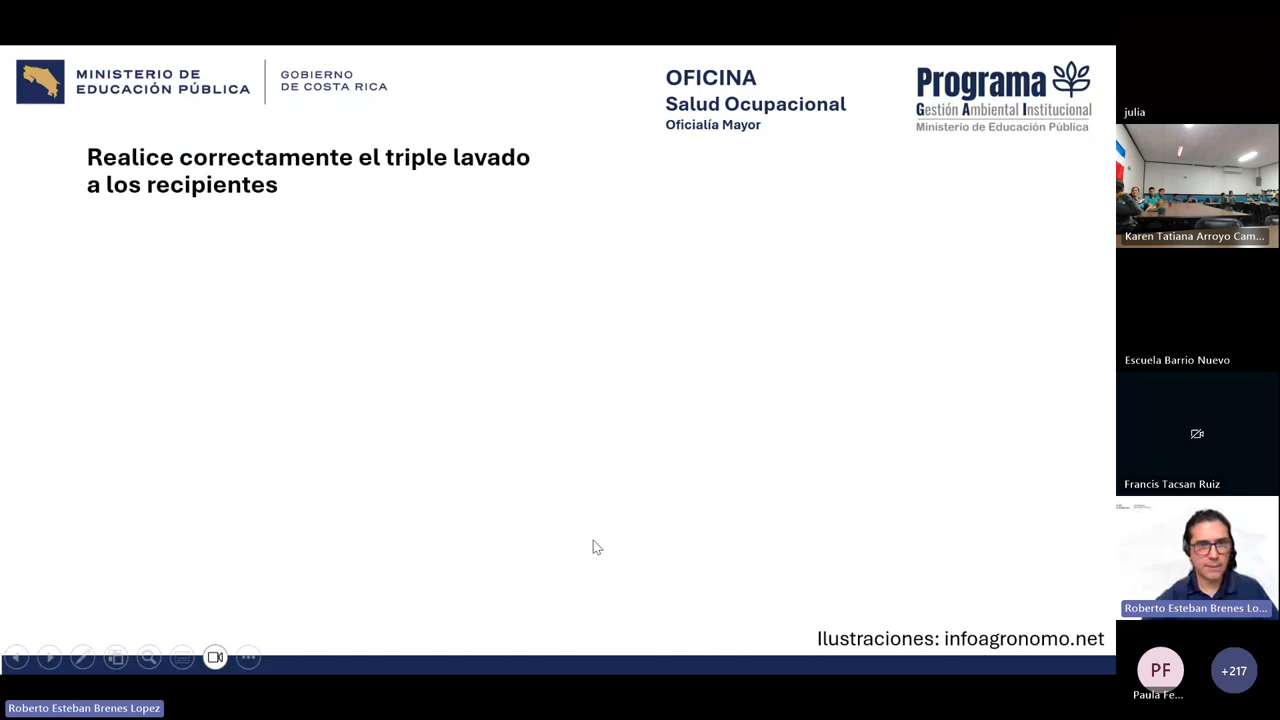 MINISTERIO DE
EDUCACIÓN PÚBLICA
GOBIERNO
DE COSTA RICA
OFICINA
Salud Ocupacional
Oficialía Mayor
Programa
Gestión Ambiental Institucional
Ministerio de Educación Pública
Realice correctamente el triple lavado
a los recipientes
Ilustraciones: infoagronomo.net
Roberto Esteban Brenes Lopez
julia
Karen Tatiana Arroyo Cam...
Escuela Barrio Nuevo
Francis Tacsan Ruiz
Roberto Esteban Brenes Lo...
PF
Paula Fe...
+217